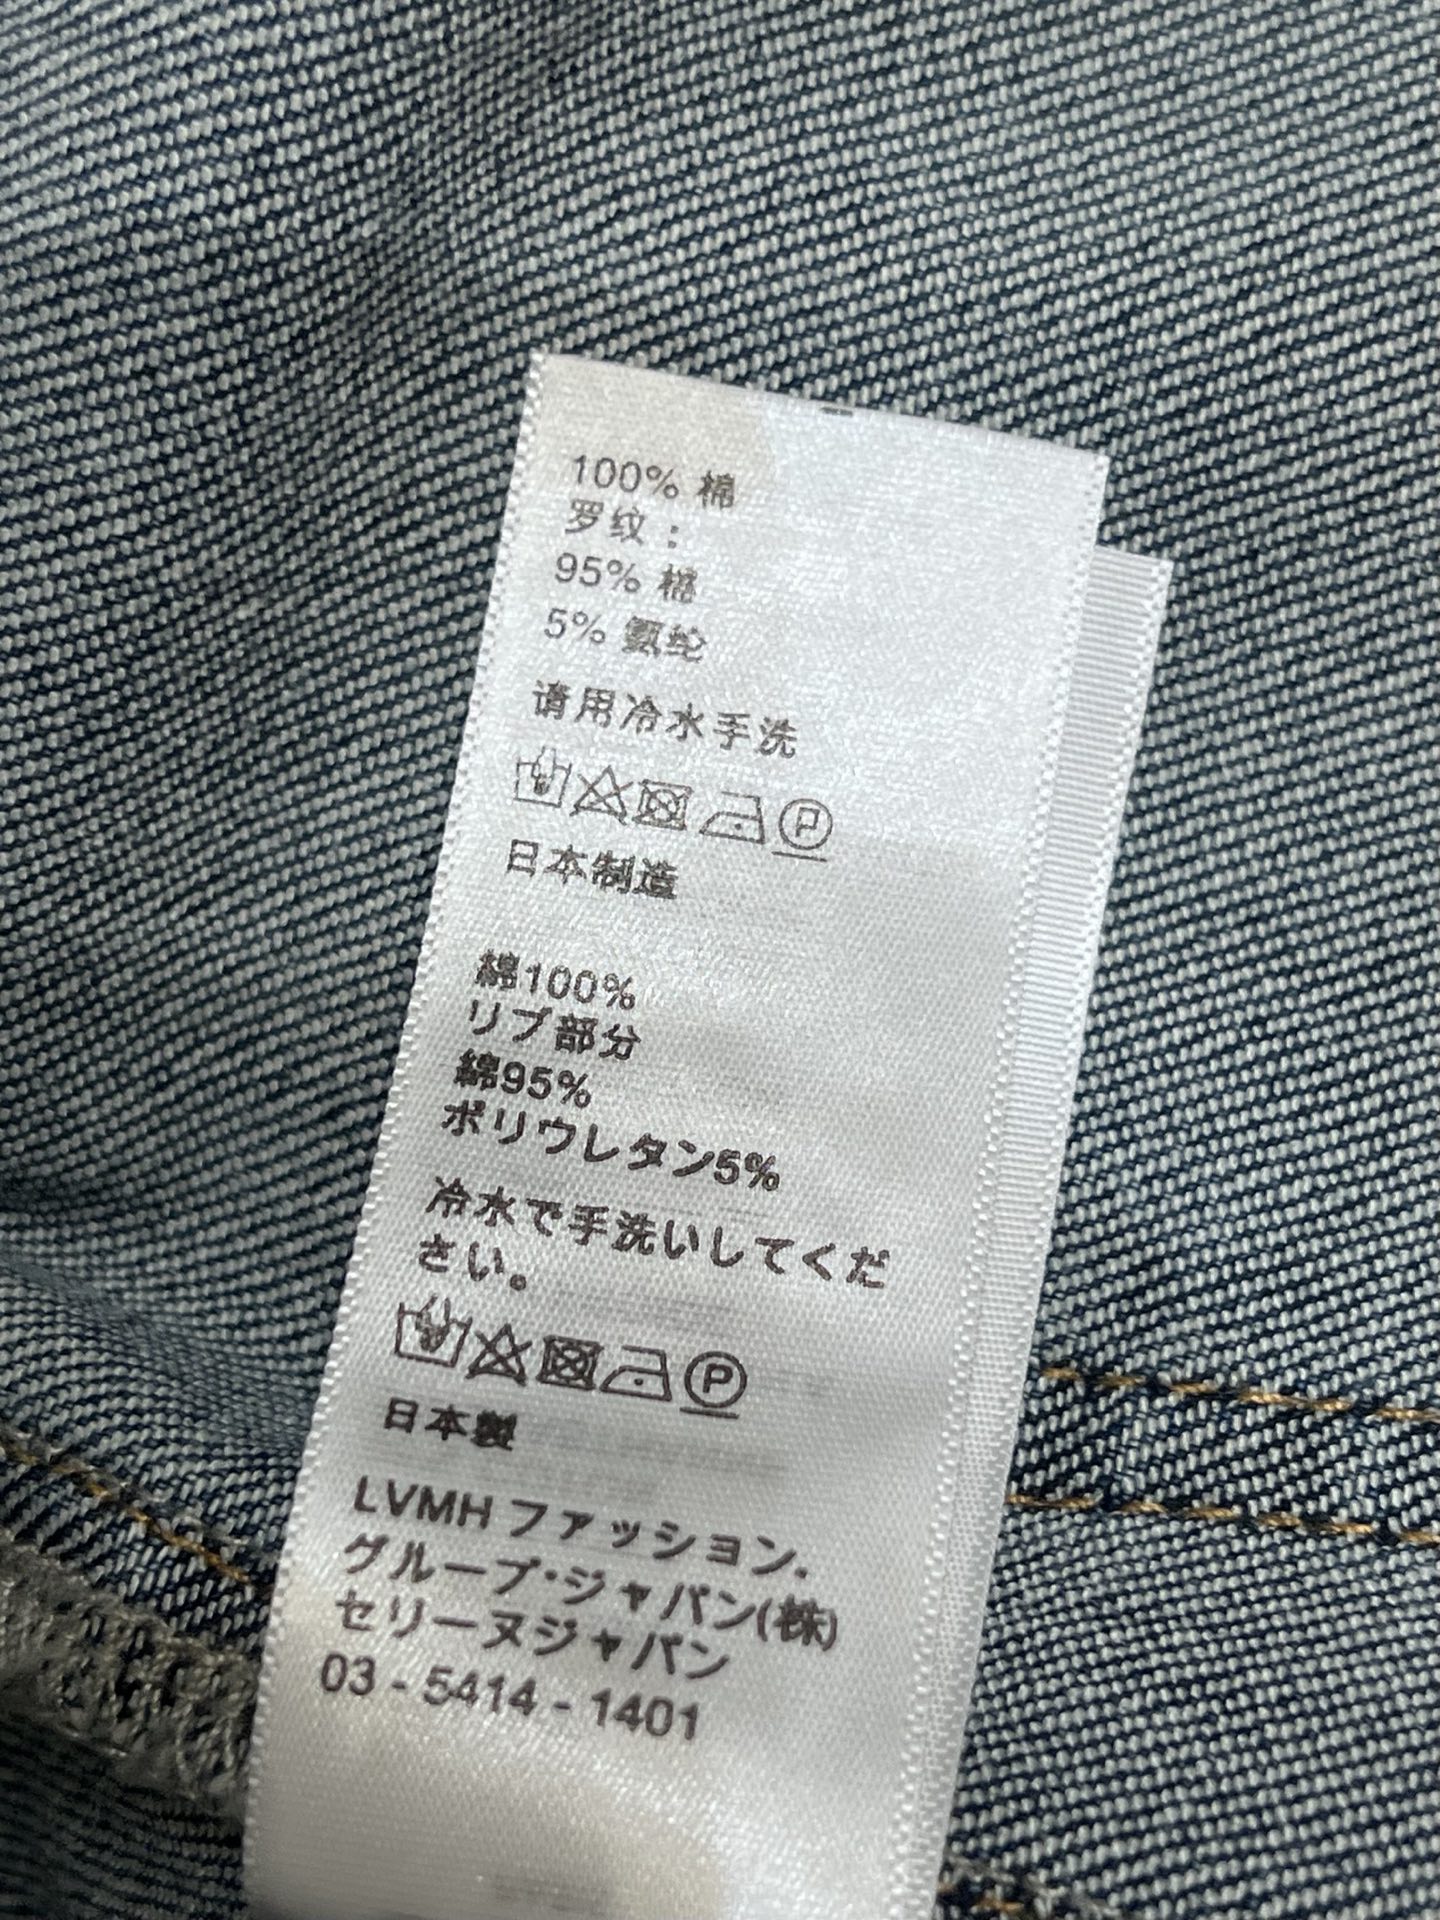 100% 棉
罗纹：
95% 棉
5% 氨纶
请用冷水手洗
P
日本制造
綿100%
リブ部分
綿95%
ポリウレタン5%
冷水で手洗いしてくだ
さい。
P
日本製
LVMH ファッション.
グループ・ジャパン(株)
セリーヌジャパン
03 - 5414 - 1401